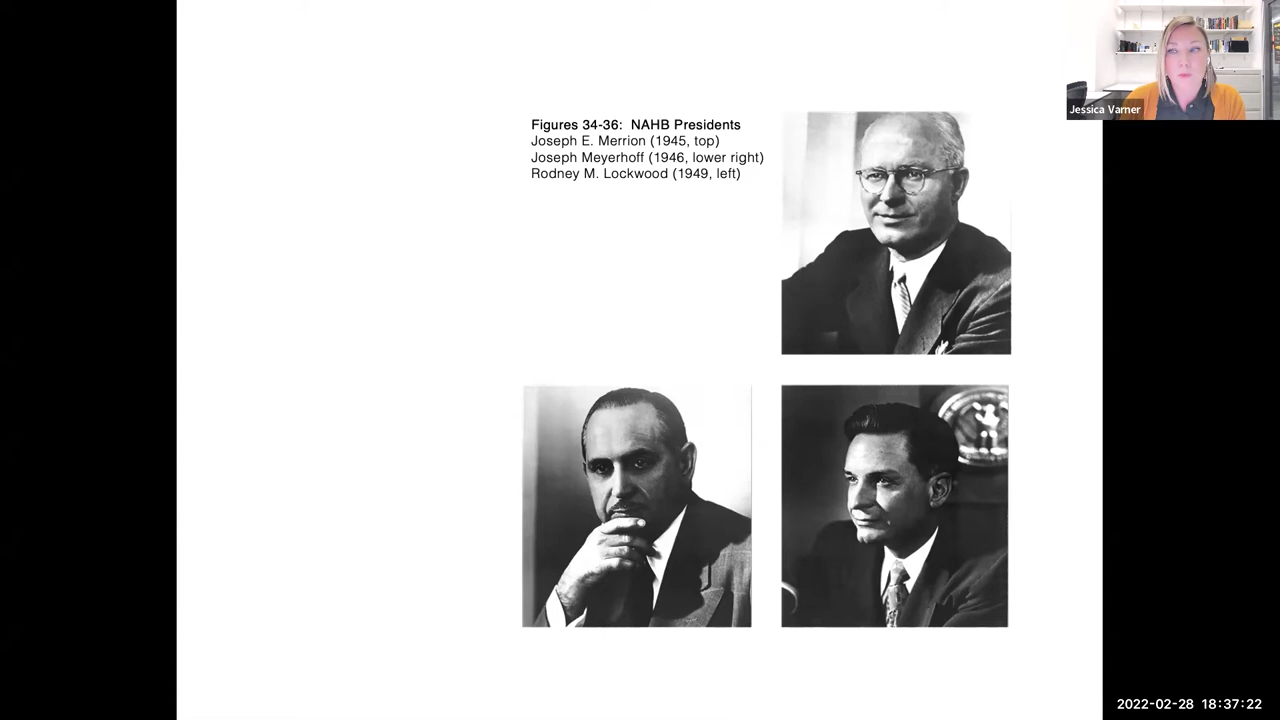 Figures 34-36: NAHB Presidents
Joseph E. Merrion (1945, top)
Joseph Meyerhoff (1946, lower right)
Rodney M. Lockwood (1949, left)
Jessica Varner
2022-02-28 18:37:22